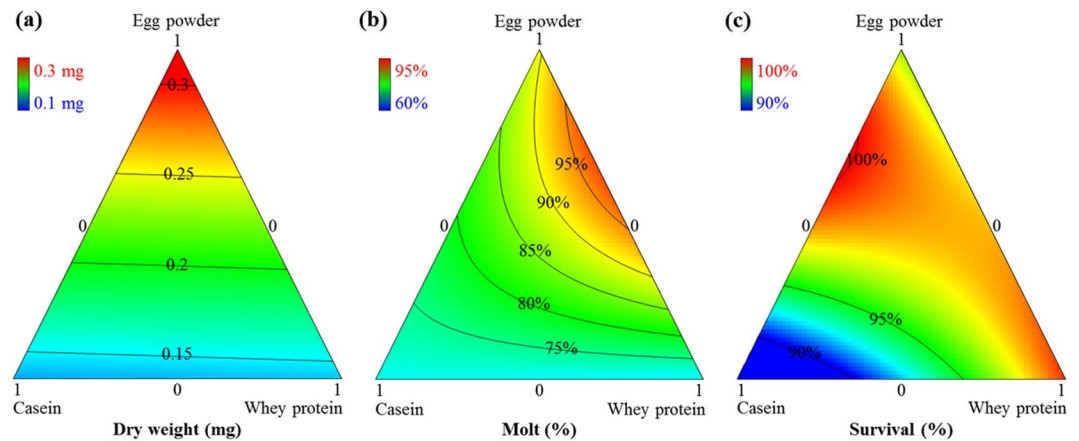 (a)
Egg powder
1
0.3 mg
0.1 mg
0.3
0.25
0
0
0.2
0.15
1
0
1
Casein
Whey protein
Dry weight (mg)
(b)
Egg powder
1
95%
60%
95%
90%
0
0
85%
80%
75%
1
0
1
Casein
Whey protein
Molt (%)
(c)
Egg powder
1
100%
90%
100%
0
0
95%
90%
1
0
1
Casein
Whey protein
Survival (%)